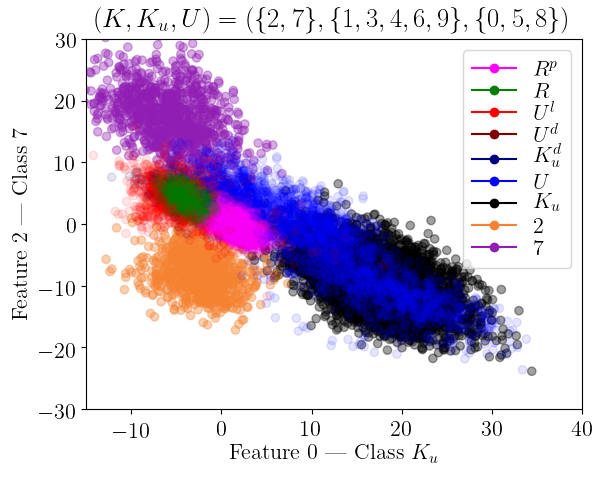 (K, K_u, U) = ({2, 7}, {1, 3, 4, 6, 9}, {0, 5, 8})
30
20
10
0
−10
−20
−30
Feature 2 — Class 7
R^p
R
U^l
U^d
K_u^d
U
K_u
2
7
−10
0
10
20
30
40
Feature 0 — Class K_u